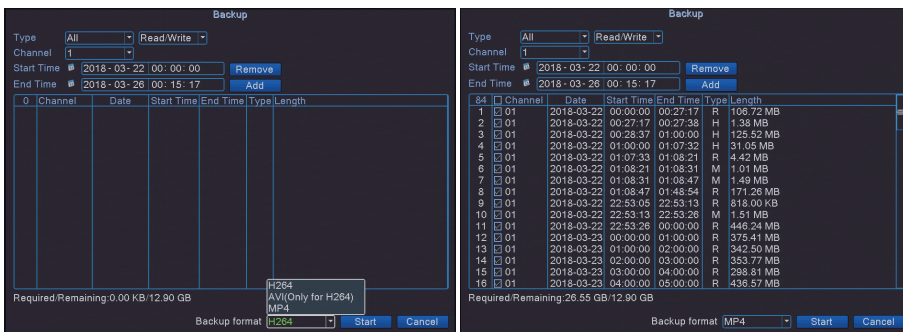 Backup
Type All Read/Write
Channel 1
Start Time 2018-03-22 00:00:00 Remove
End Time 2018-03-26 00:15:17 Add
0 Channel Date Start Time End Time Type Length
H264
AVI(Only for H264)
MP4
Required/Remaining:0.00 KB/12.90 GB
Backup format H264 Start Cancel
Backup
Type All Read/Write
Channel 1
Start Time 2018-03-22 00:00:00 Remove
End Time 2018-03-26 00:15:17 Add
84 Channel Date Start Time End Time Type Length
1 01 2018-03-22 00:00:00 00:27:17 R 106.72 MB
2 01 2018-03-22 00:27:17 00:27:38 H 1.38 MB
3 01 2018-03-22 00:28:37 01:00:00 H 125.52 MB
4 01 2018-03-22 01:00:00 01:07:32 H 31.05 MB
5 01 2018-03-22 01:07:33 01:08:21 R 4.42 MB
6 01 2018-03-22 01:08:21 01:08:31 M 1.01 MB
7 01 2018-03-22 01:08:31 01:08:47 M 1.49 MB
8 01 2018-03-22 01:08:47 01:48:54 R 171.26 MB
9 01 2018-03-22 22:53:05 22:53:13 R 818.00 KB
10 01 2018-03-22 22:53:13 22:53:26 M 1.51 MB
11 01 2018-03-22 22:53:26 00:00:00 R 446.24 MB
12 01 2018-03-23 00:00:00 01:00:00 R 375.41 MB
13 01 2018-03-23 01:00:00 02:00:00 R 342.50 MB
14 01 2018-03-23 02:00:00 03:00:00 R 353.77 MB
15 01 2018-03-23 03:00:00 04:00:00 R 298.81 MB
16 01 2018-03-23 04:00:00 05:00:00 R 436.57 MB
Required/Remaining:26.55 GB/12.90 GB
Backup format MP4 Start Cancel